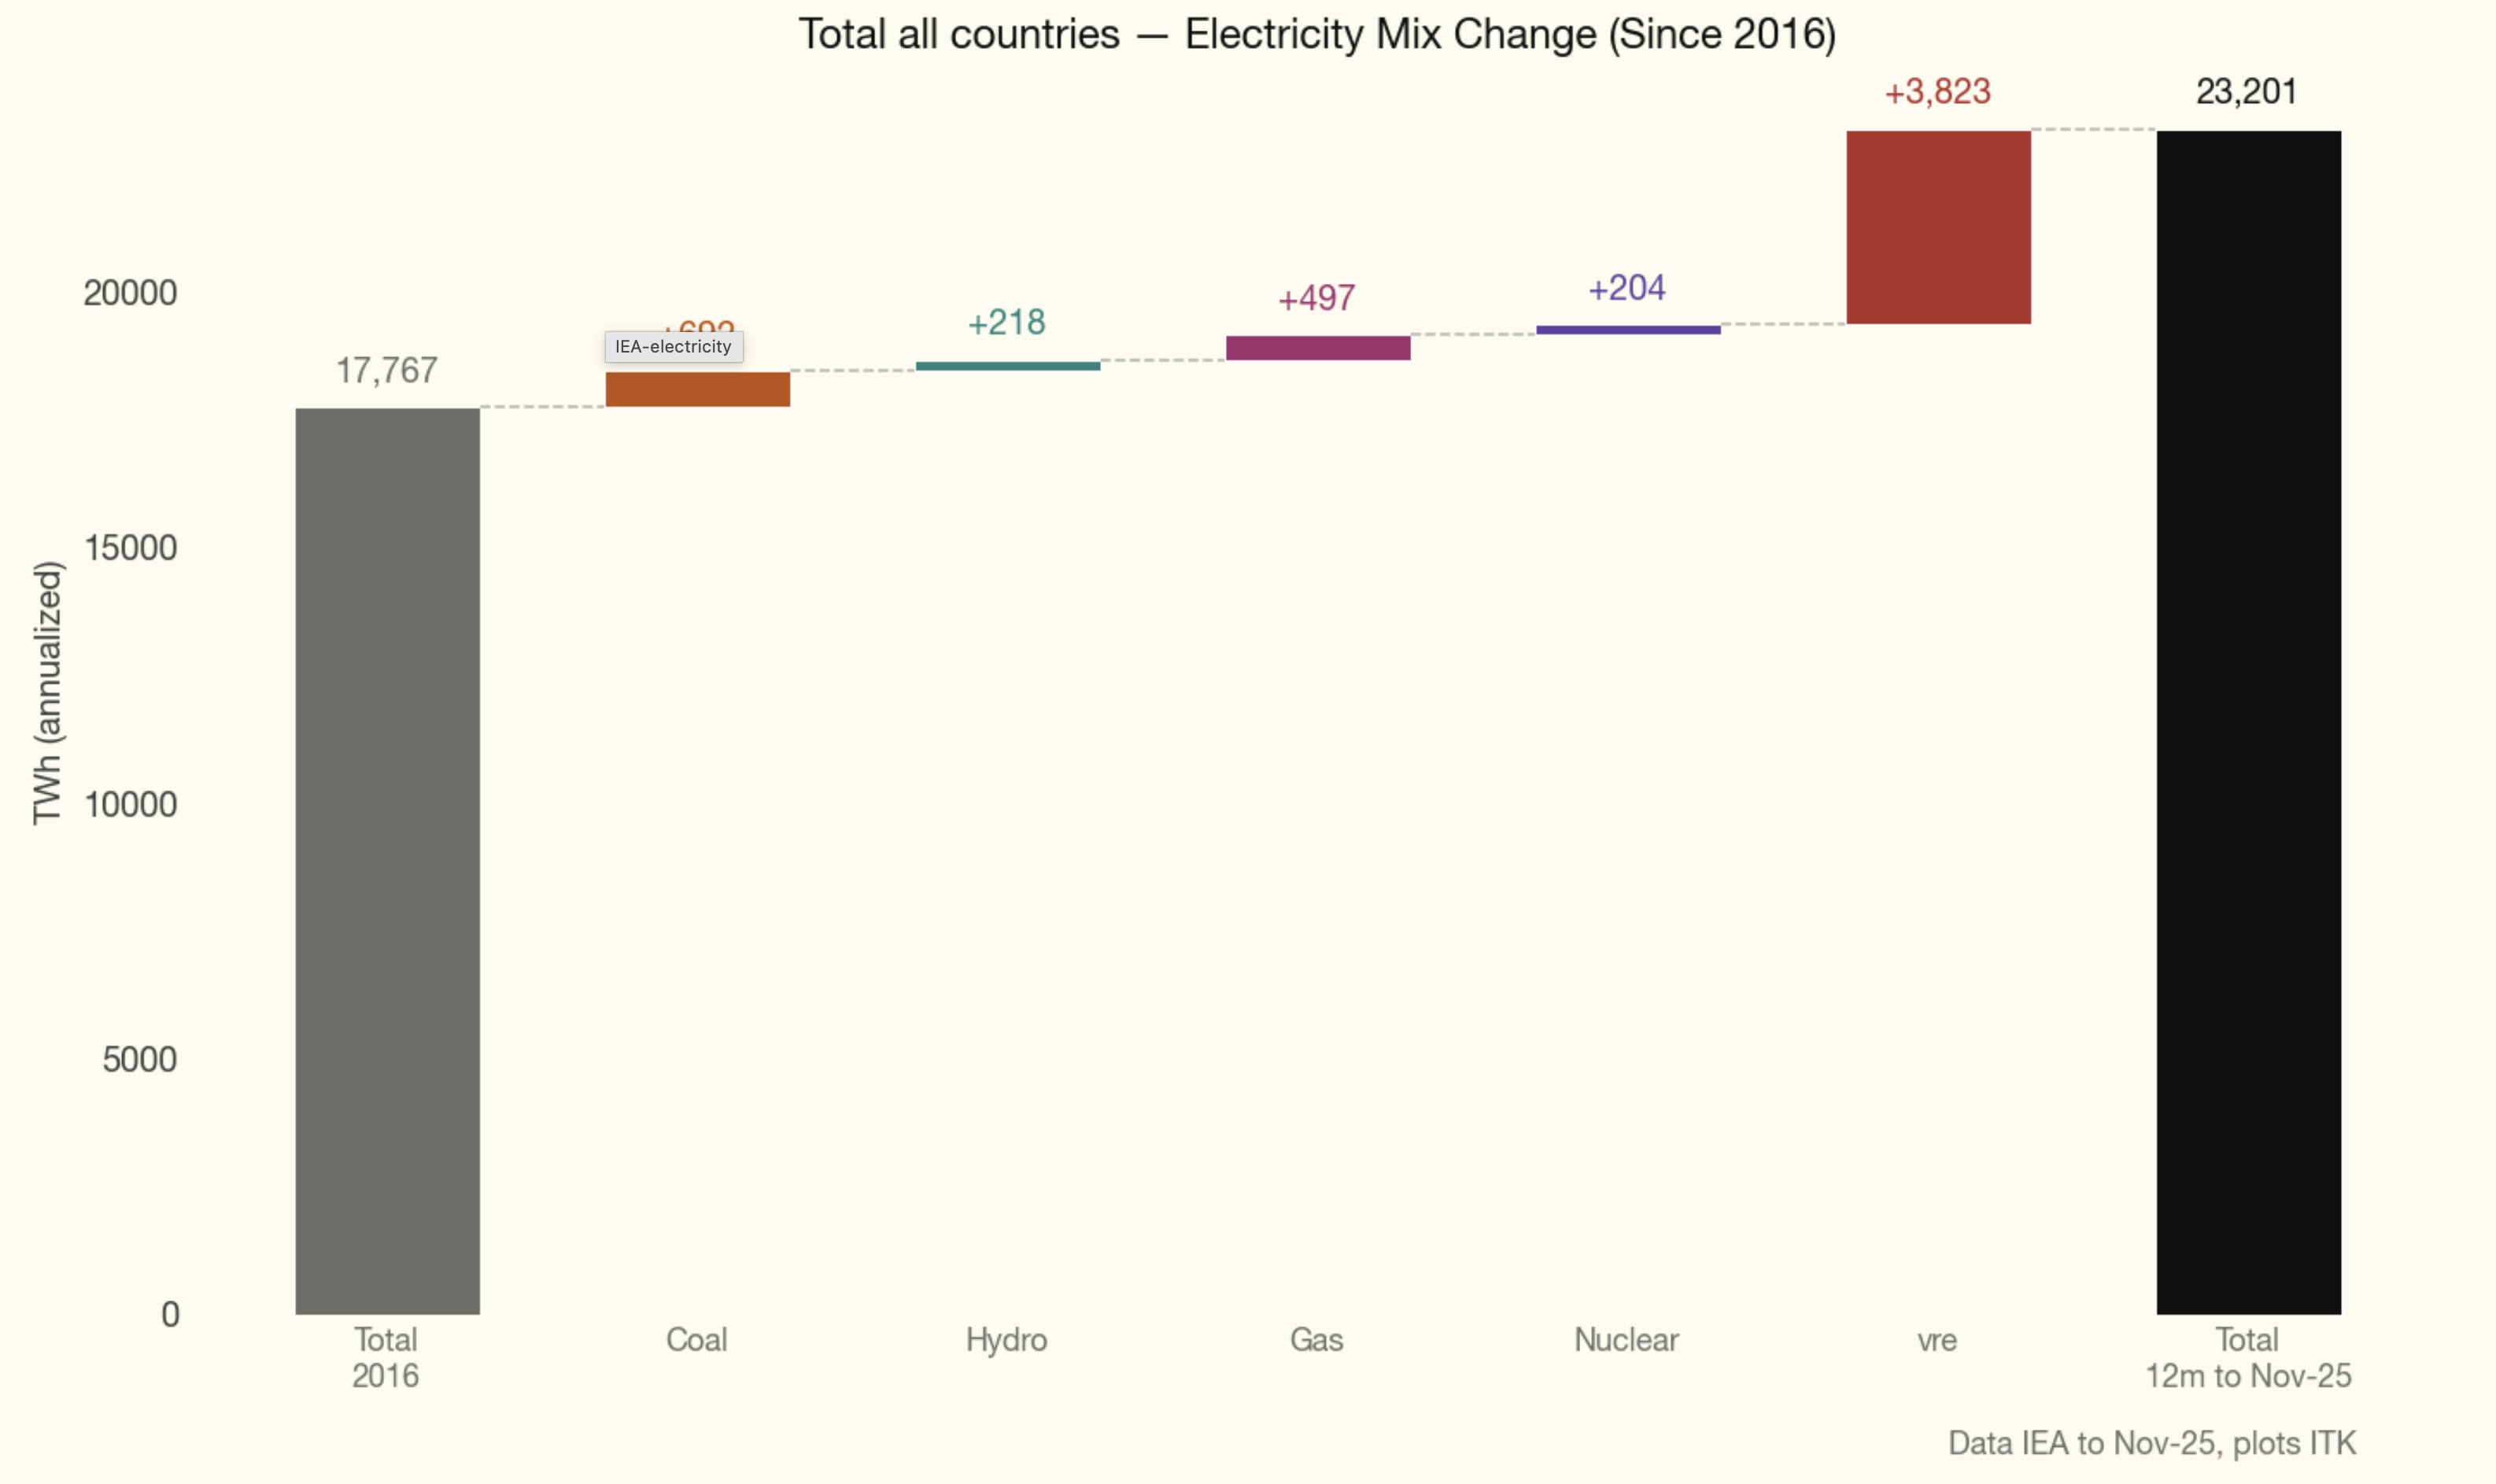 Total all countries — Electricity Mix Change (Since 2016)
+3,823
23,201
20000
+204
+497
+218
IEA-electricity
17,767
15000
TWh (annualized)
10000
5000
0
Total
2016
Coal
Hydro
Gas
Nuclear
vre
Total
12m to Nov-25
Data IEA to Nov-25, plots ITK